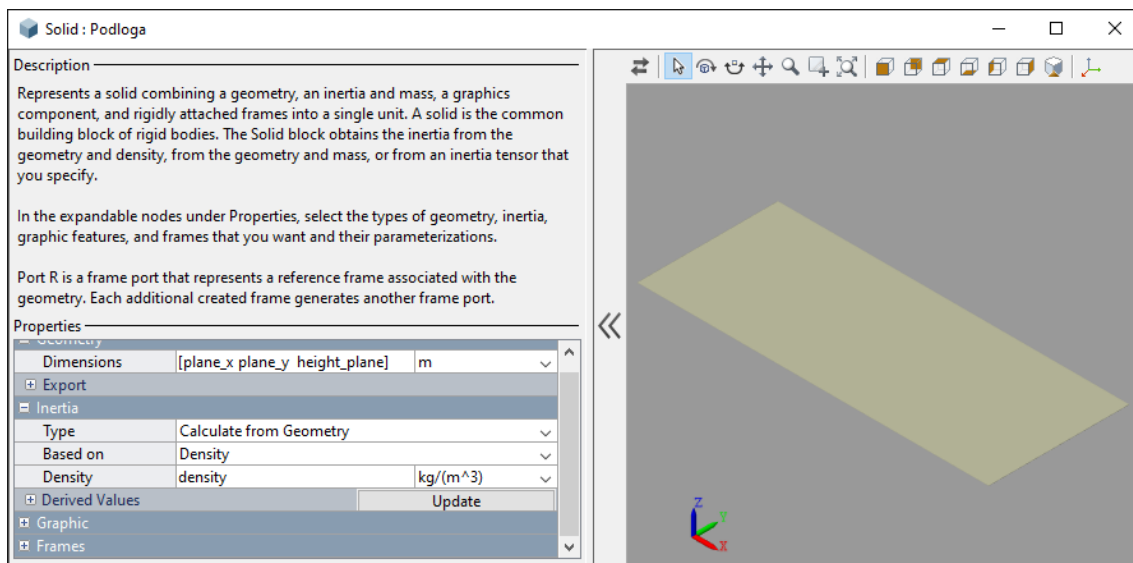 Solid : Podloga
Description
Represents a solid combining a geometry, an inertia and mass, a graphics
component, and rigidly attached frames into a single unit. A solid is the common
building block of rigid bodies. The Solid block obtains the inertia from the
geometry and density, from the geometry and mass, or from an inertia tensor that
you specify.
In the expandable nodes under Properties, select the types of geometry, inertia,
graphic features, and frames that you want and their parameterizations.
Port R is a frame port that represents a reference frame associated with the
geometry. Each additional created frame generates another frame port.
Properties
Geometry
Dimensions [plane_x plane_y height_plane] m
Export
Inertia
Type Calculate from Geometry
Based on Density
Density density kg/(m^3)
Derived Values Update
Graphic
Frames
Z
Y
X